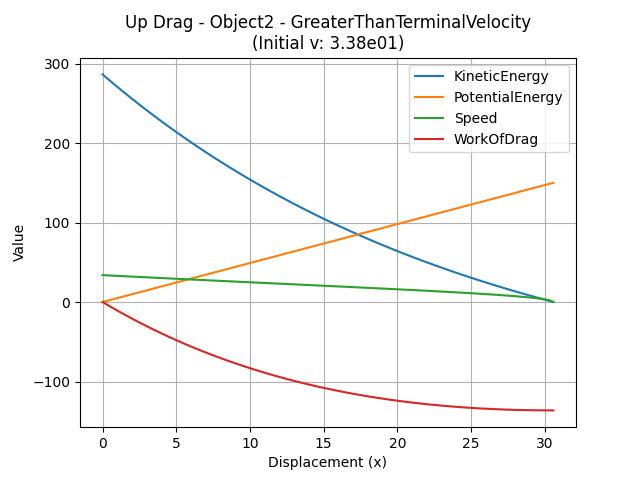 Up Drag - Object2 - GreaterThanTerminalVelocity
(Initial v: 3.38e01)
KineticEnergy
PotentialEnergy
Speed
WorkOfDrag
Value
300
200
100
0
−100
0 5 10 15 20 25 30
Displacement (x)